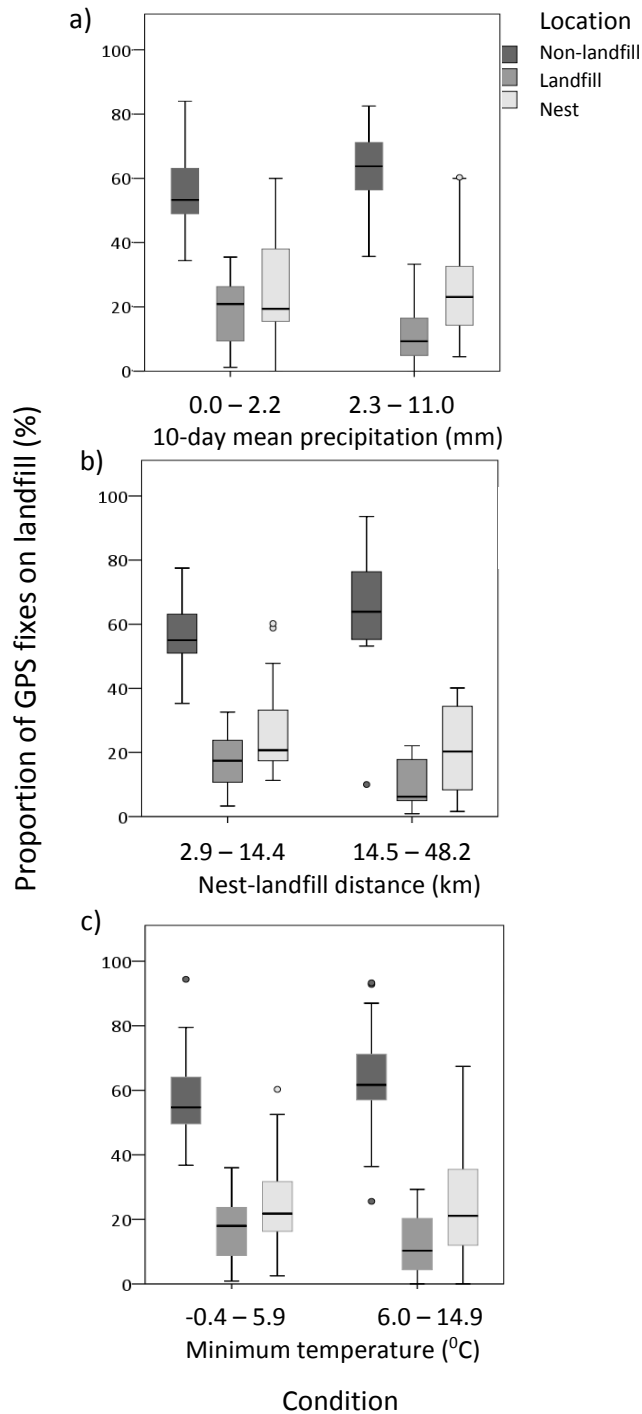 a)
Location
Non-landfill
Landfill
Nest
100
80
60
40
20
0
0.0 – 2.2 2.3 – 11.0
10-day mean precipitation (mm)
Proportion of GPS fixes on landfill (%)
b)
100
80
60
40
20
0
2.9 – 14.4 14.5 – 48.2
Nest-landfill distance (km)
c)
100
80
60
40
20
0
-0.4 – 5.9 6.0 – 14.9
Minimum temperature (⁰C)
Condition